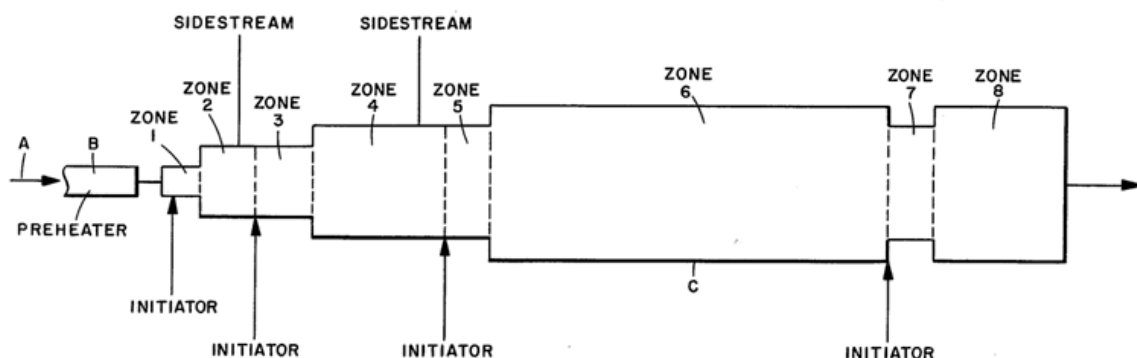 SIDESTREAM
SIDESTREAM
ZONE
2
ZONE
3
ZONE
4
ZONE
5
ZONE
6
ZONE
7
ZONE
8
ZONE
1
A
B
PREHEATER
C
INITIATOR
INITIATOR
INITIATOR
INITIATOR